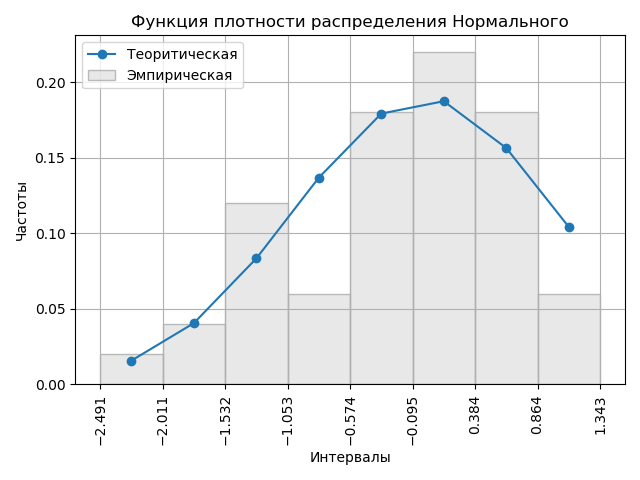 Функция плотности распределения Нормального
Теоритическая
Эмпирическая
Частоты
0.20
0.15
0.10
0.05
0.00
−2.491
−2.011
−1.532
−1.053
−0.574
−0.095
0.384
0.864
1.343
Интервалы